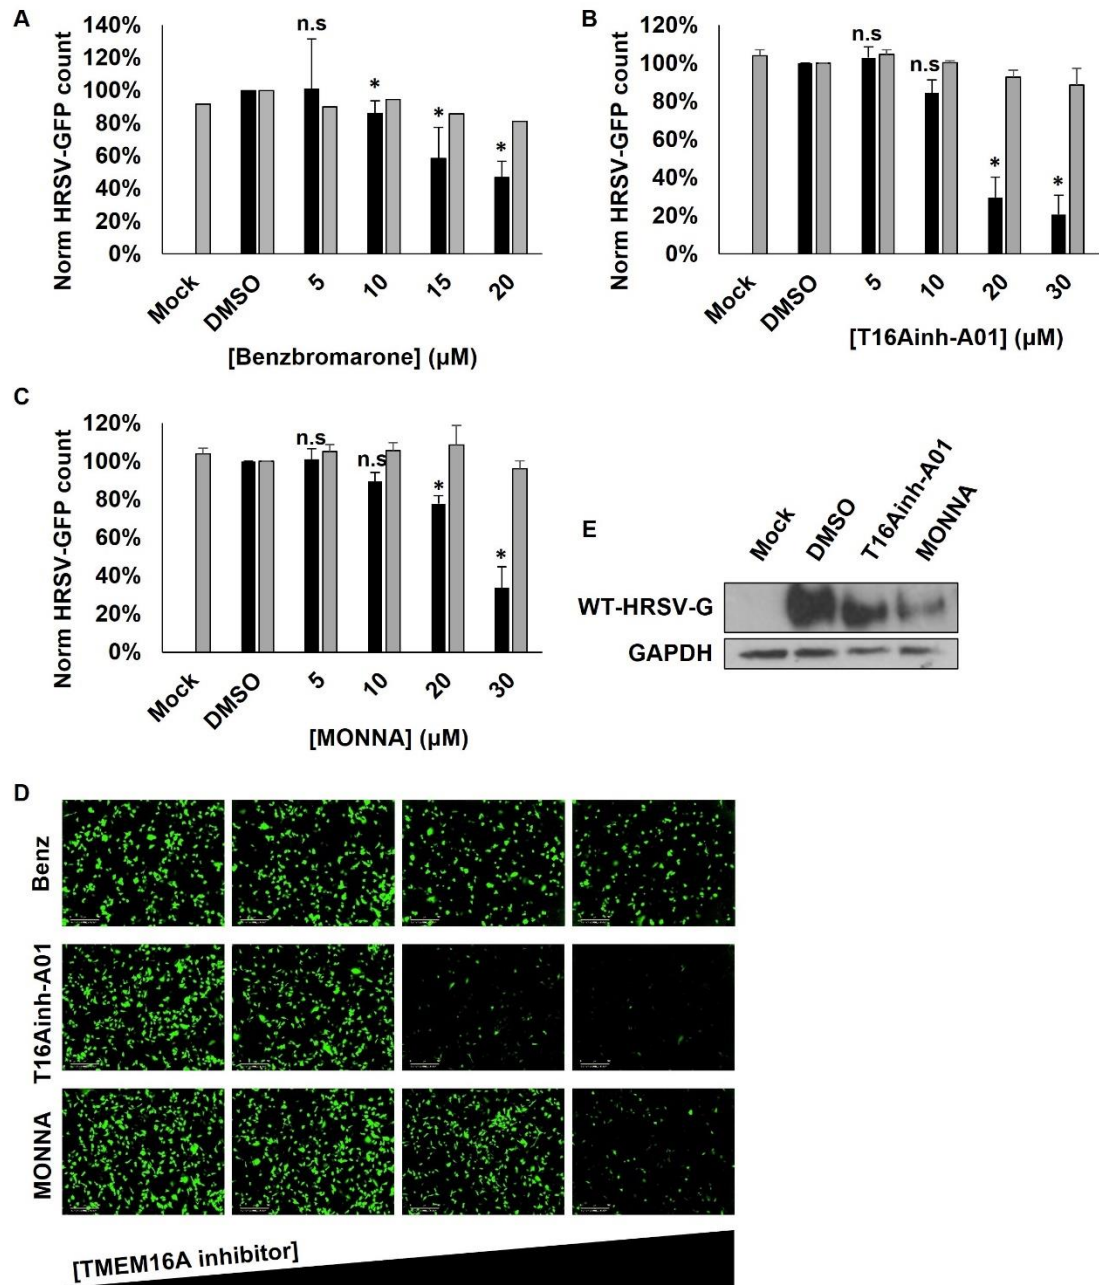 A
Norm HRSV-GFP count
140%
120%
100%
80%
60%
40%
20%
0%
n.s
*
*
*
Mock
DMSO
5
10
15
20
[Benzbromarone] (µM)
B
Norm HRSV-GFP count
120%
100%
80%
60%
40%
20%
0%
n.s
n.s
*
*
Mock
DMSO
5
10
20
30
[T16Ainh-A01] (µM)
C
Norm HRSV-GFP count
120%
100%
80%
60%
40%
20%
0%
n.s
n.s
*
*
Mock
DMSO
5
10
20
30
[MONNA] (µM)
E
Mock
DMSO
T16Ainh-A01
MONNA
WT-HRSV-G
GAPDH
D
Benz
T16Ainh-A01
MONNA
[TMEM16A inhibitor]